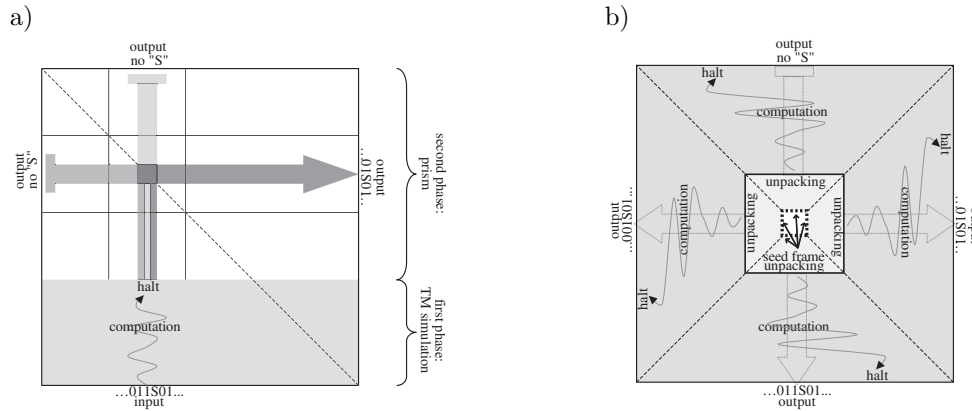 a)
output
no "S"
output
no "S"
output
...01S01...
second phase:
prism
halt
computation
first phase:
TM simulation
…011S01...
input
b)
output
no "S"
halt
computation
unpacking
halt
computation
unpacking
output
...001S01...
computation
unpacking
halt
...01S01...
seed frame
unpacking
computation
halt
…011S01...
output